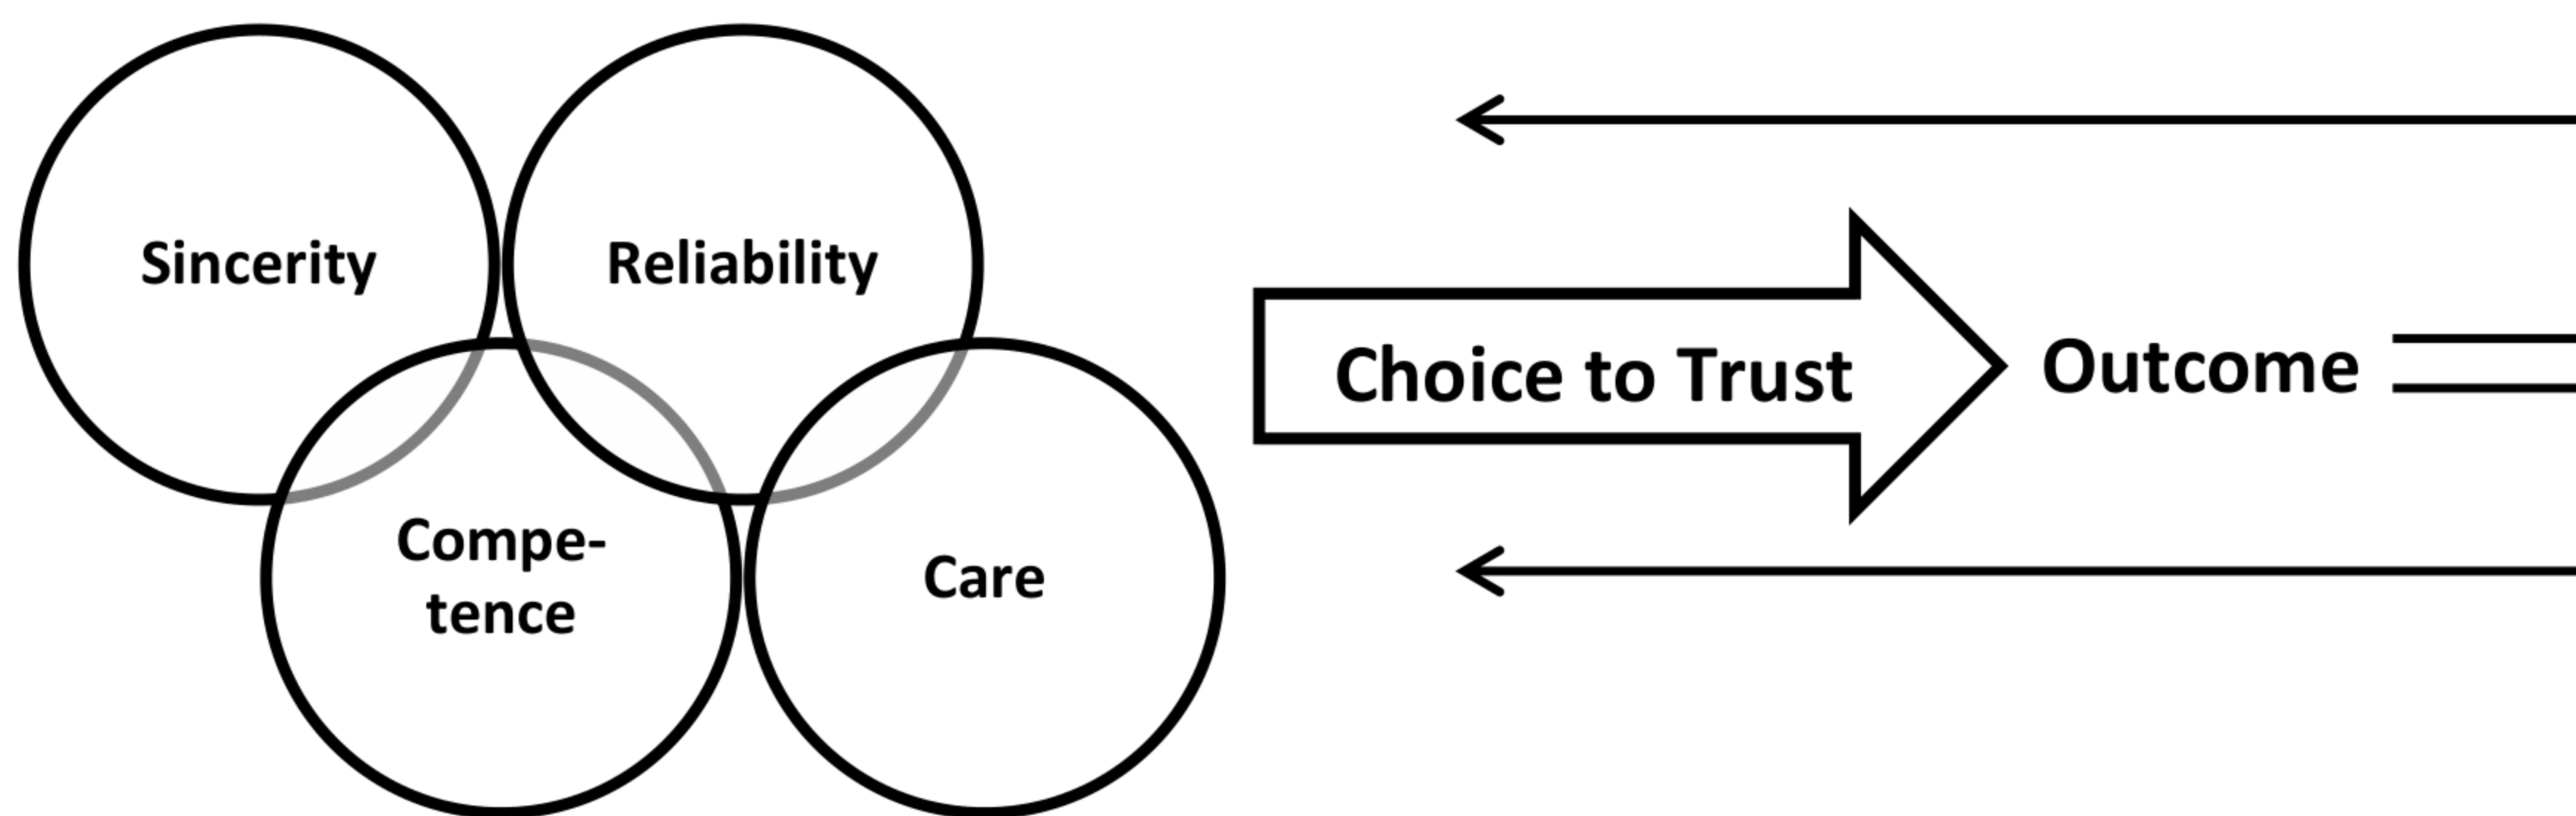 Sincerity
Reliability
Compe-
tence
Care
Choice to Trust
Outcome